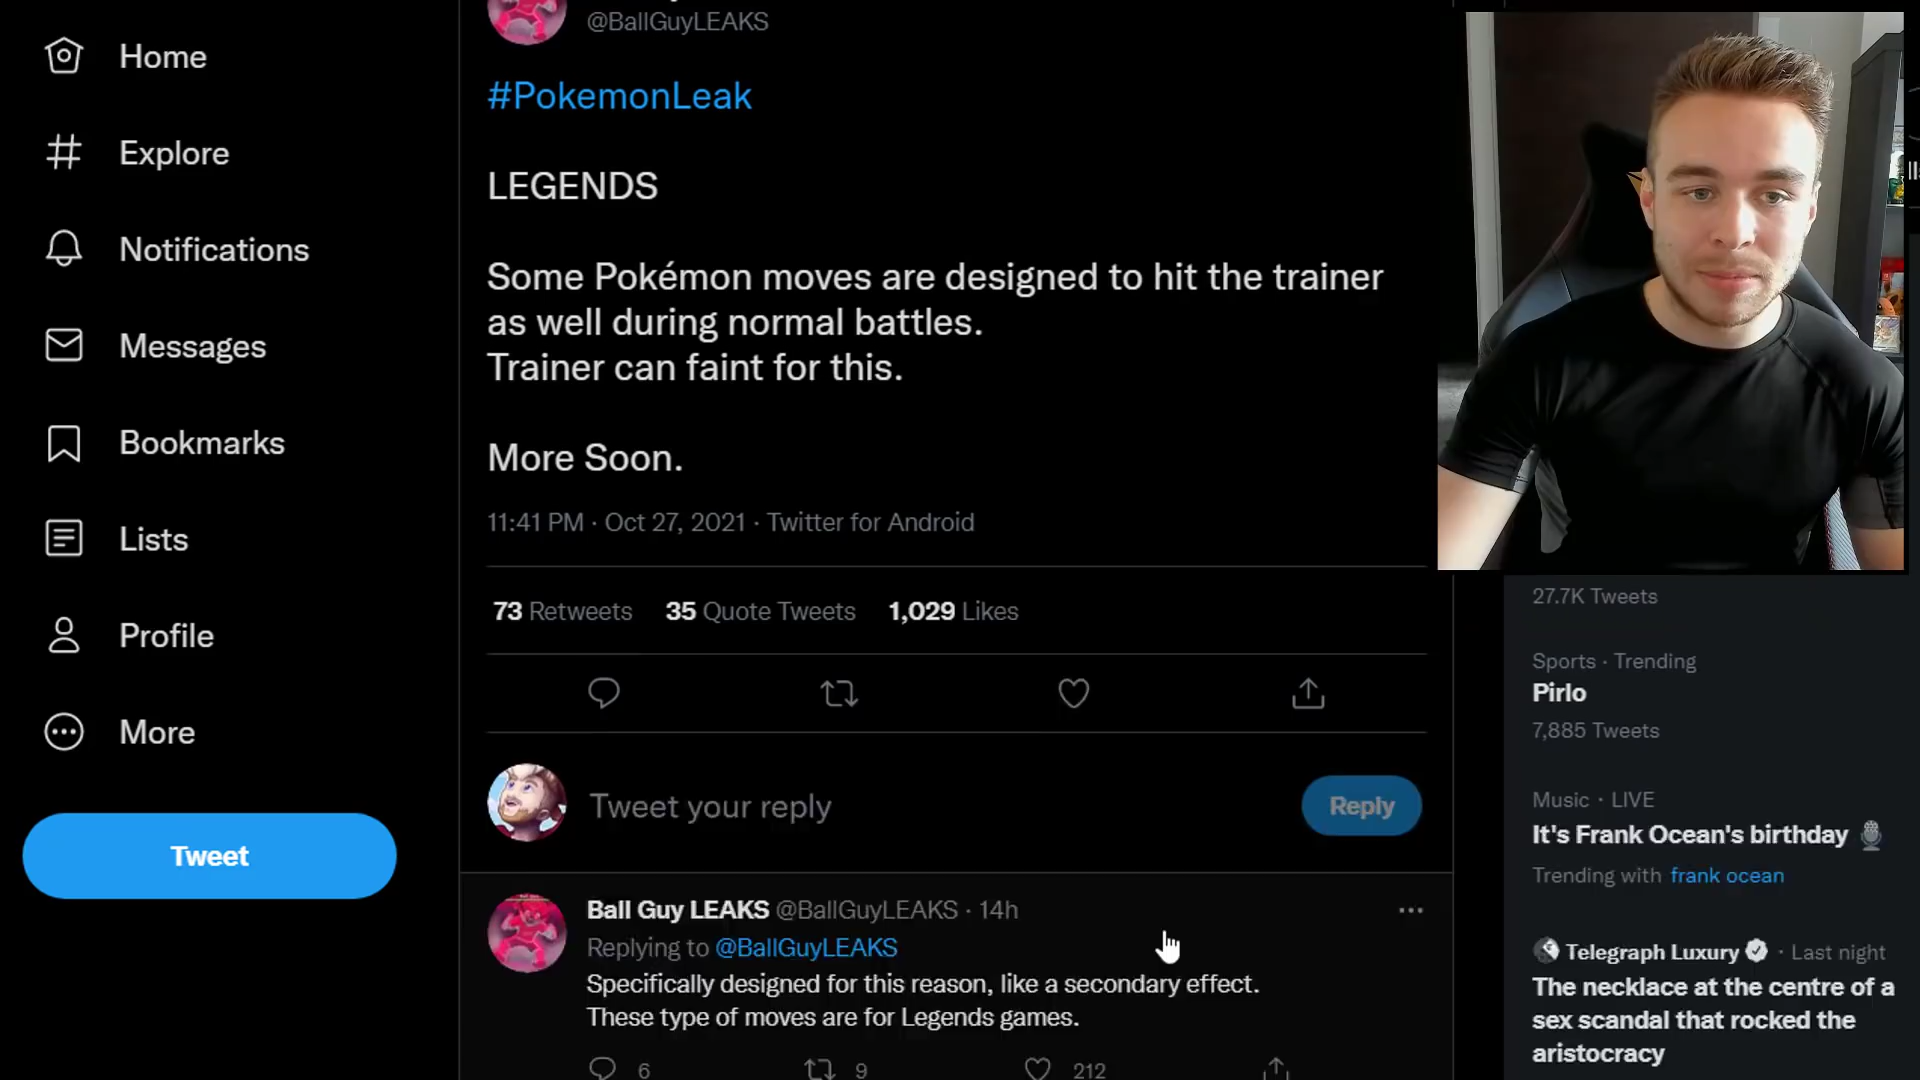 Home
Explore
Notifications
Messages
Bookmarks
Lists
Profile
More
Tweet
@BallGuyLEAKS
#PokemonLeak
LEGENDS
Some Pokémon moves are designed to hit the trainer
as well during normal battles.
Trainer can faint for this.
More Soon.
11:41 PM · Oct 27, 2021 · Twitter for Android
73 Retweets 35 Quote Tweets 1,029 Likes
Tweet your reply
Reply
Ball Guy LEAKS @BallGuyLEAKS · 14h
Replying to @BallGuyLEAKS
Specifically designed for this reason, like a secondary effect.
These type of moves are for Legends games.
6 9 212
27.7K Tweets
Sports · Trending
Pirlo
7,885 Tweets
Music · LIVE
It's Frank Ocean's birthday
Trending with frank ocean
Telegraph Luxury · Last night
The necklace at the centre of a
sex scandal that rocked the
aristocracy